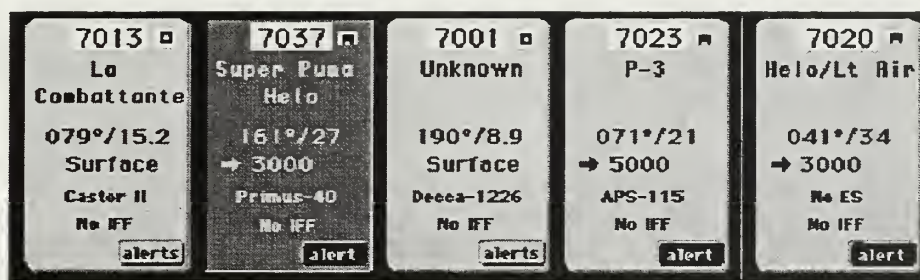 7013
La
Combattante
079°/15.2
Surface
Castor II
No IFF
alerts
7037
Super Puma
Helo
161°/27
→ 3000
Primus-40
No IFF
alert
7001
Unknown
190°/8.9
Surface
Decca-1226
No IFF
alerts
7023
P-3
071°/21
→ 5000
APS-115
No IFF
alert
7020
Helo/Lt Air
041°/34
→ 3000
No ES
No IFF
alert